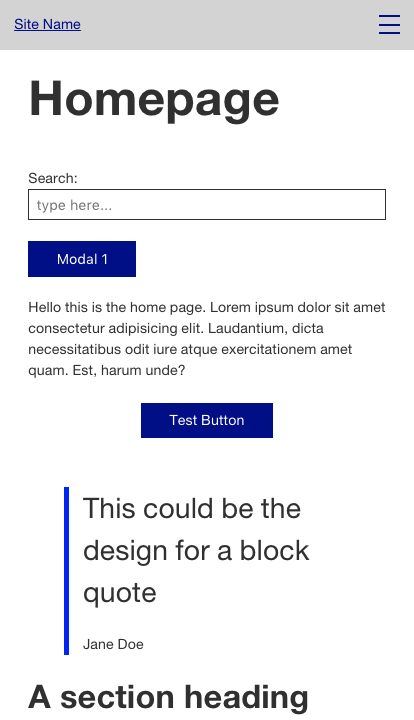 Site Name
Homepage
Search:
type here...
Modal 1
Hello this is the home page. Lorem ipsum dolor sit amet
consectetur adipisicing elit. Laudantium, dicta
necessitatibus odit iure atque exercitationem amet
quam. Est, harum unde?
Test Button
This could be the
design for a block
quote
Jane Doe
A section heading